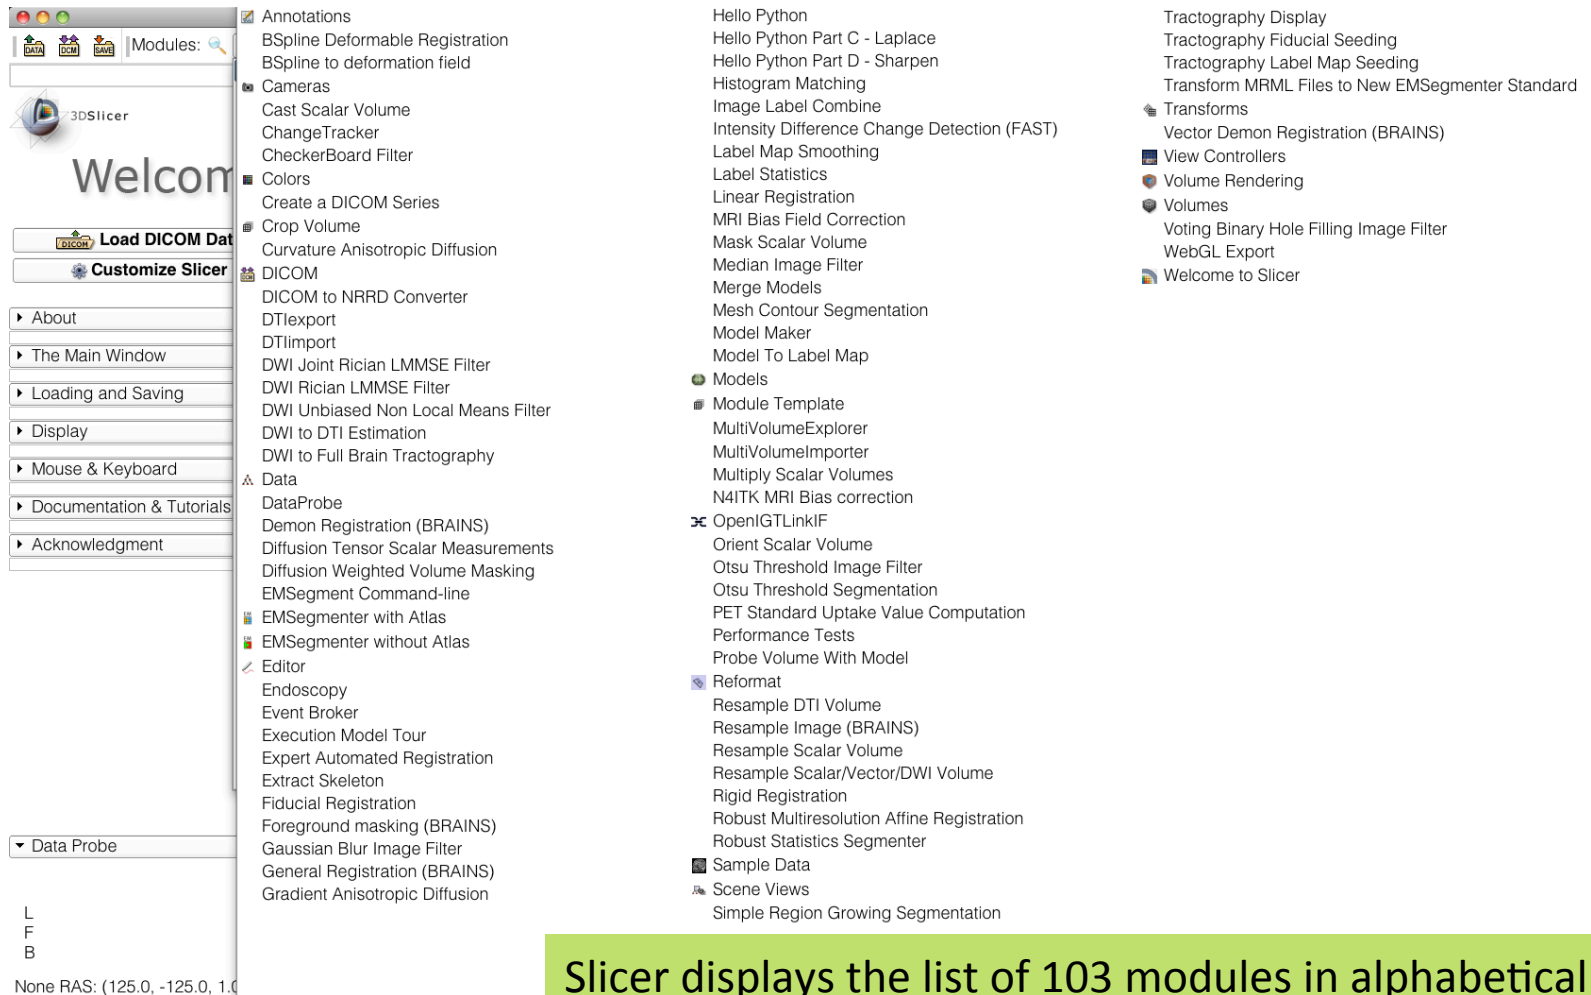 DATA
DCM
SAVE
Modules:
3DSlicer
Welcom
DICOM
Load DICOM Dat
Customize Slicer
About
The Main Window
Loading and Saving
Display
Mouse & Keyboard
Documentation & Tutorials
Acknowledgment
Data Probe
L
F
B
None RAS: (125.0, -125.0, 1.0
Annotations
BSpline Deformable Registration
BSpline to deformation field
Cameras
Cast Scalar Volume
ChangeTracker
CheckerBoard Filter
Colors
Create a DICOM Series
Crop Volume
Curvature Anisotropic Diffusion
DICOM
DICOM to NRRD Converter
DTIexport
DTIimport
DWI Joint Rician LMMSE Filter
DWI Rician LMMSE Filter
DWI Unbiased Non Local Means Filter
DWI to DTI Estimation
DWI to Full Brain Tractography
Data
DataProbe
Demon Registration (BRAINS)
Diffusion Tensor Scalar Measurements
Diffusion Weighted Volume Masking
EMSegment Command-line
EMSegmenter with Atlas
EMSegmenter without Atlas
Editor
Endoscopy
Event Broker
Execution Model Tour
Expert Automated Registration
Extract Skeleton
Fiducial Registration
Foreground masking (BRAINS)
Gaussian Blur Image Filter
General Registration (BRAINS)
Gradient Anisotropic Diffusion
Hello Python
Hello Python Part C - Laplace
Hello Python Part D - Sharpen
Histogram Matching
Image Label Combine
Intensity Difference Change Detection (FAST)
Label Map Smoothing
Label Statistics
Linear Registration
MRI Bias Field Correction
Mask Scalar Volume
Median Image Filter
Merge Models
Mesh Contour Segmentation
Model Maker
Model To Label Map
Models
Module Template
MultiVolumeExplorer
MultiVolumeImporter
Multiply Scalar Volumes
N4ITK MRI Bias correction
OpenIGTLinkIF
Orient Scalar Volume
Otsu Threshold Image Filter
Otsu Threshold Segmentation
PET Standard Uptake Value Computation
Performance Tests
Probe Volume With Model
Reformat
Resample DTI Volume
Resample Image (BRAINS)
Resample Scalar Volume
Resample Scalar/Vector/DWI Volume
Rigid Registration
Robust Multiresolution Affine Registration
Robust Statistics Segmenter
Sample Data
Scene Views
Simple Region Growing Segmentation
Tractography Display
Tractography Fiducial Seeding
Tractography Label Map Seeding
Transform MRML Files to New EMSegmenter Standard
Transforms
Vector Demon Registration (BRAINS)
View Controllers
Volume Rendering
Volumes
Voting Binary Hole Filling Image Filter
WebGL Export
Welcome to Slicer
Slicer displays the list of 103 modules in alphabetical